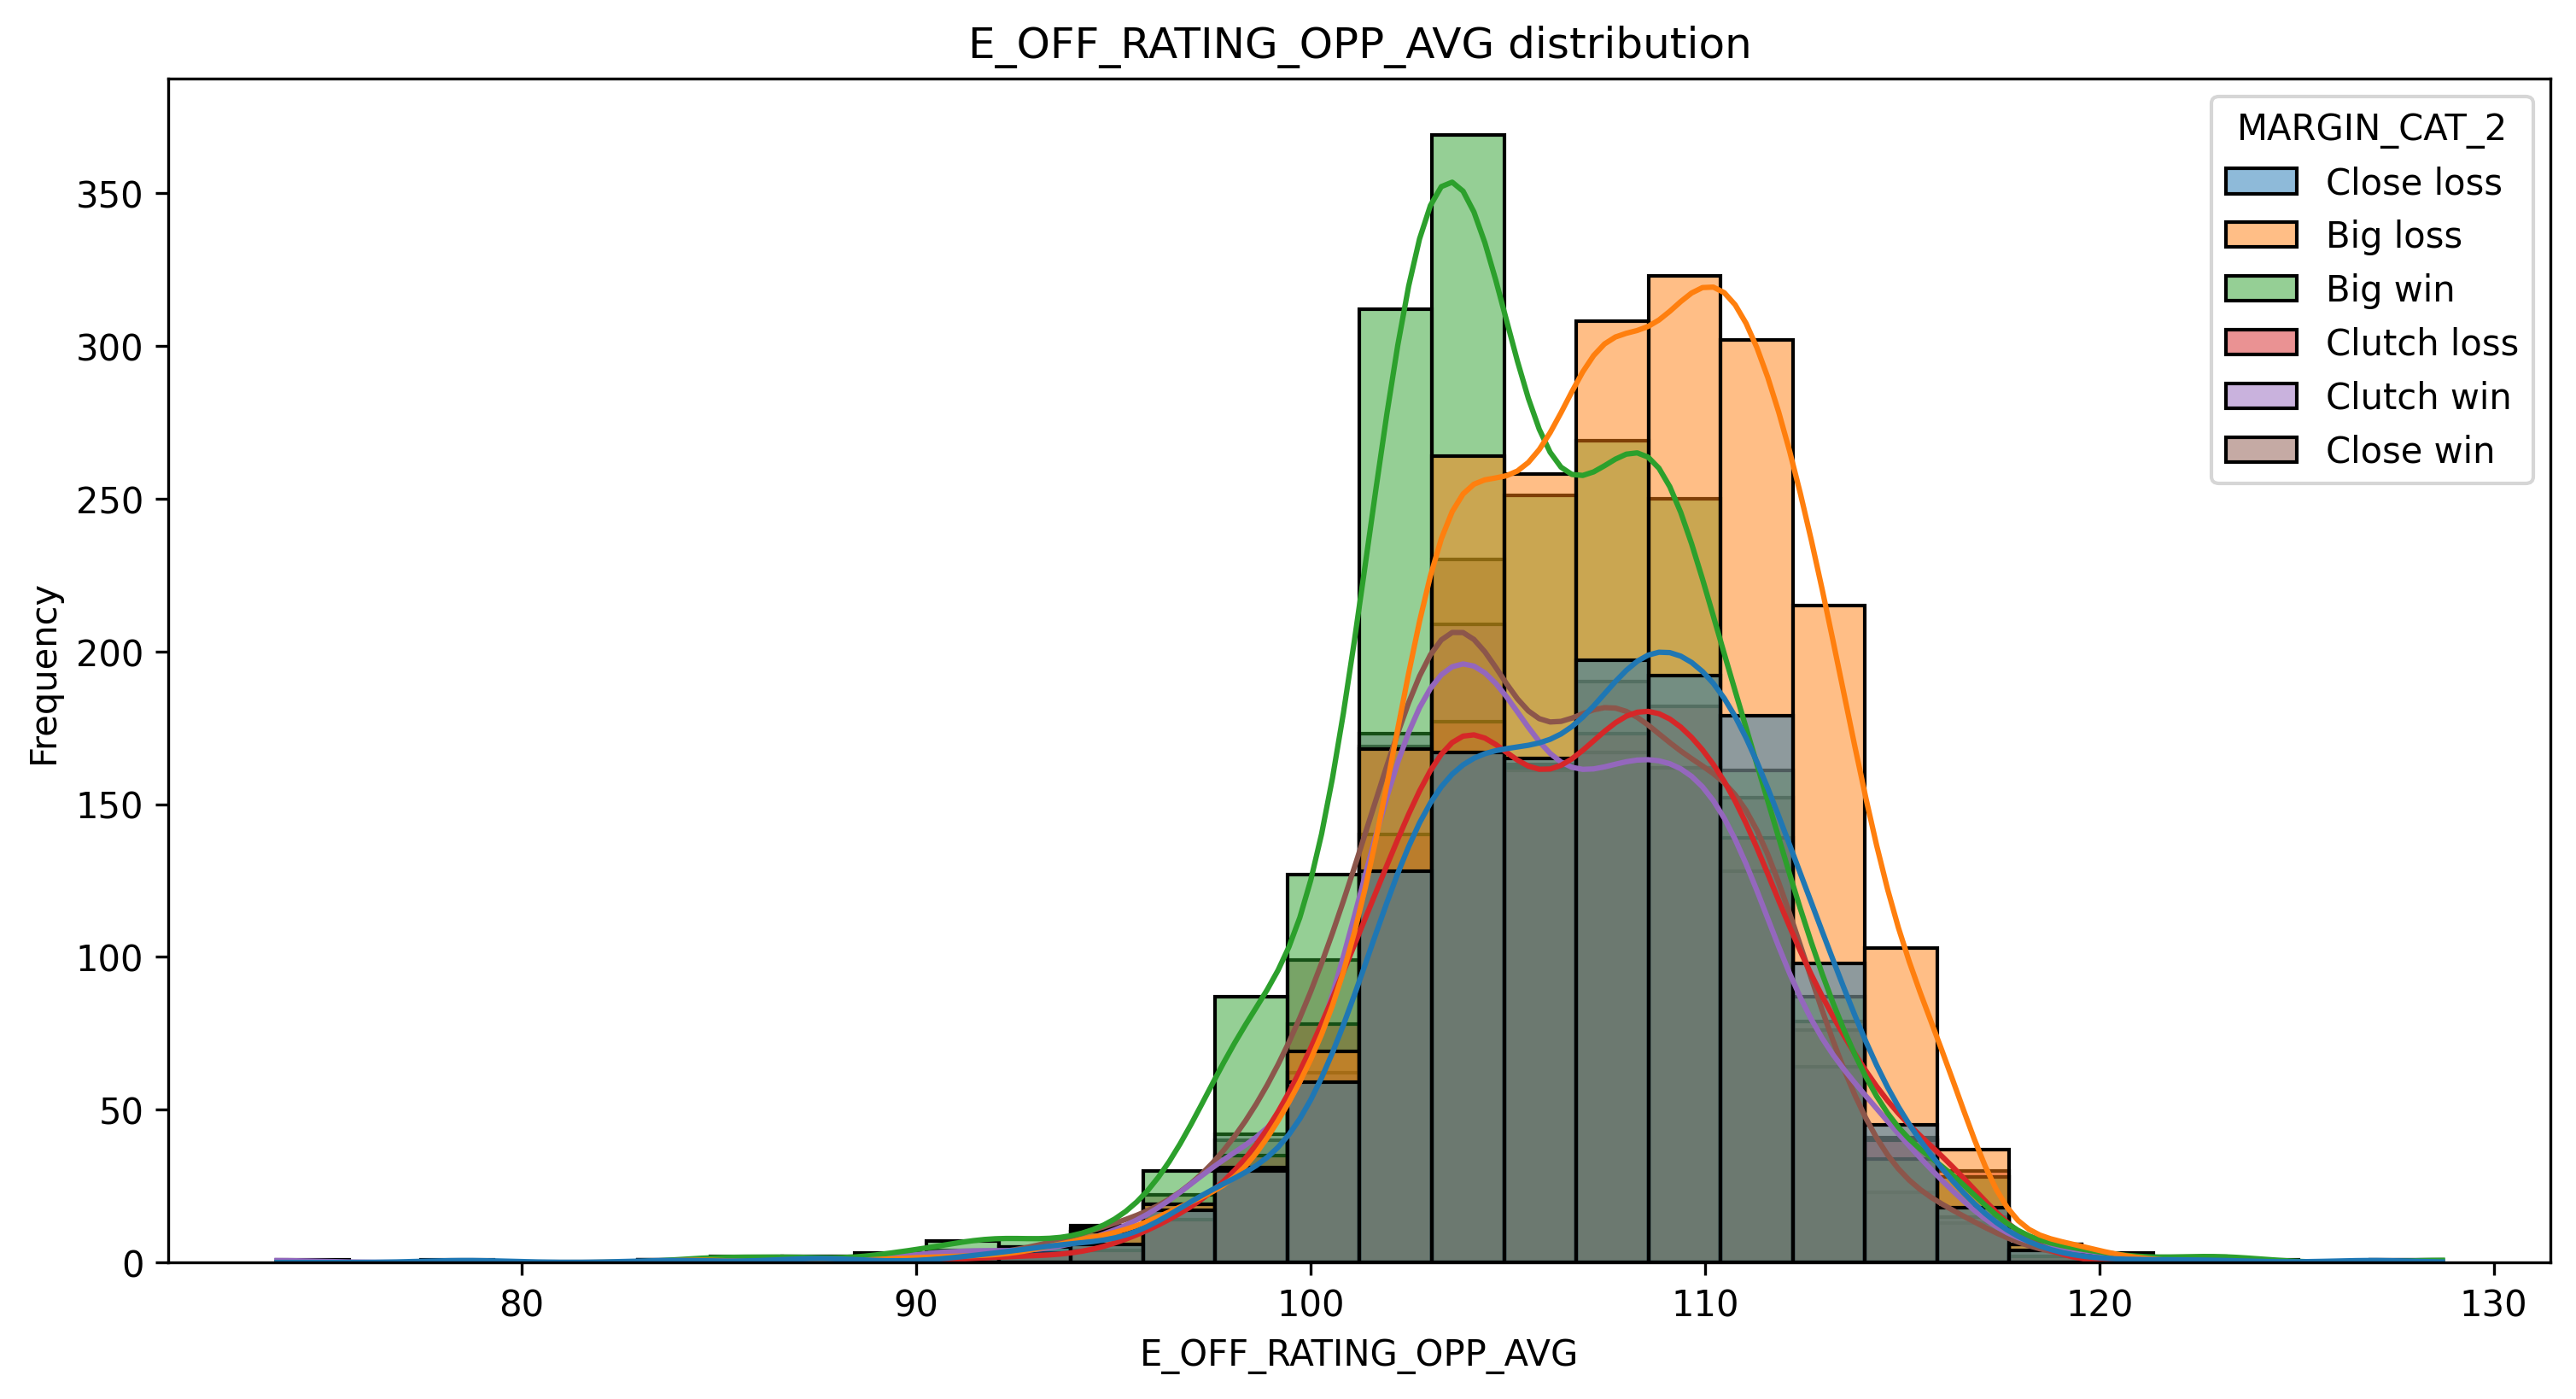 E_OFF_RATING_OPP_AVG distribution
MARGIN_CAT_2
Close loss
Big loss
Big win
Clutch loss
Clutch win
Close win
Frequency
350
300
250
200
150
100
50
0
80 90 100 110 120 130
E_OFF_RATING_OPP_AVG